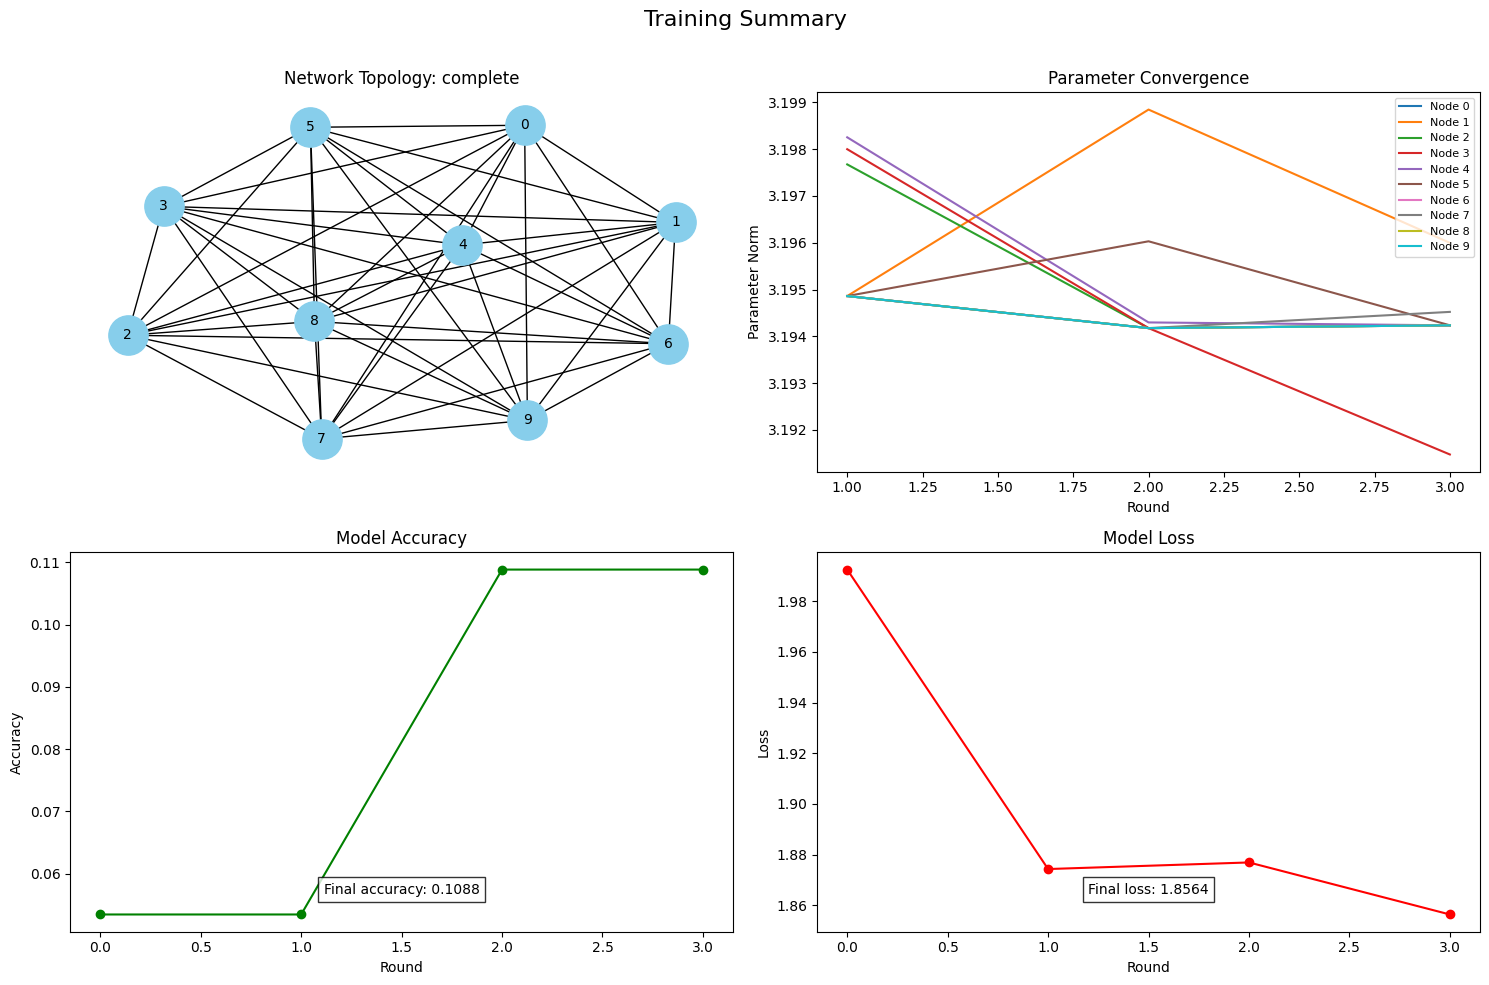 Training Summary
Network Topology: complete
5
0
3
1
4
8
2
6
9
7
Parameter Convergence
Parameter Norm
3.199
3.198
3.197
3.196
3.195
3.194
3.193
3.192
Node 0
Node 1
Node 2
Node 3
Node 4
Node 5
Node 6
Node 7
Node 8
Node 9
1.00 1.25 1.50 1.75 2.00 2.25 2.50 2.75 3.00
Round
Model Accuracy
Accuracy
0.11
0.10
0.09
0.08
0.07
0.06
Final accuracy: 0.1088
0.0 0.5 1.0 1.5 2.0 2.5 3.0
Round
Model Loss
Loss
1.98
1.96
1.94
1.92
1.90
1.88
1.86
Final loss: 1.8564
0.0 0.5 1.0 1.5 2.0 2.5 3.0
Round